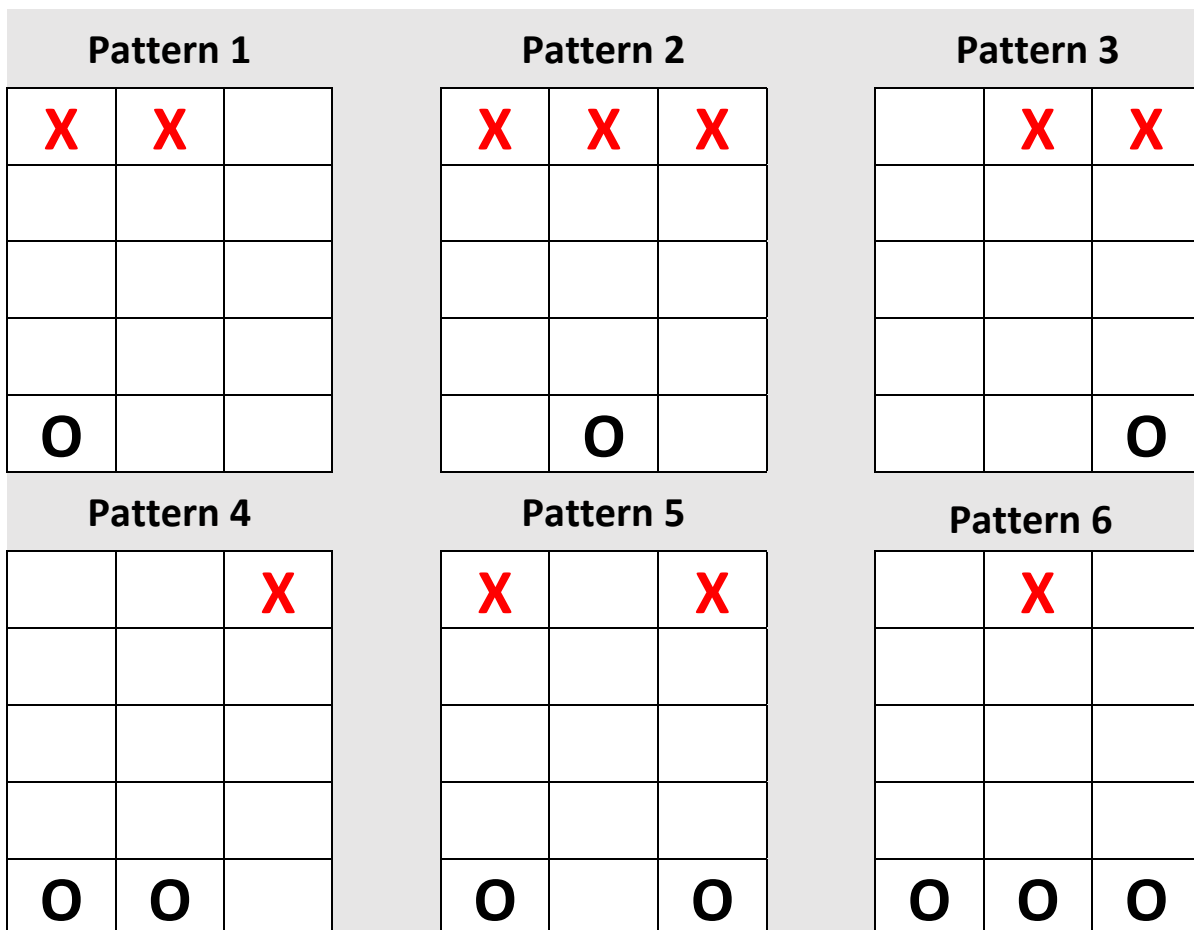 Pattern 1 Pattern 2 Pattern 3
X X X X X X X
O O O
Pattern 4 Pattern 5 Pattern 6
X X X X
O O O O O O O